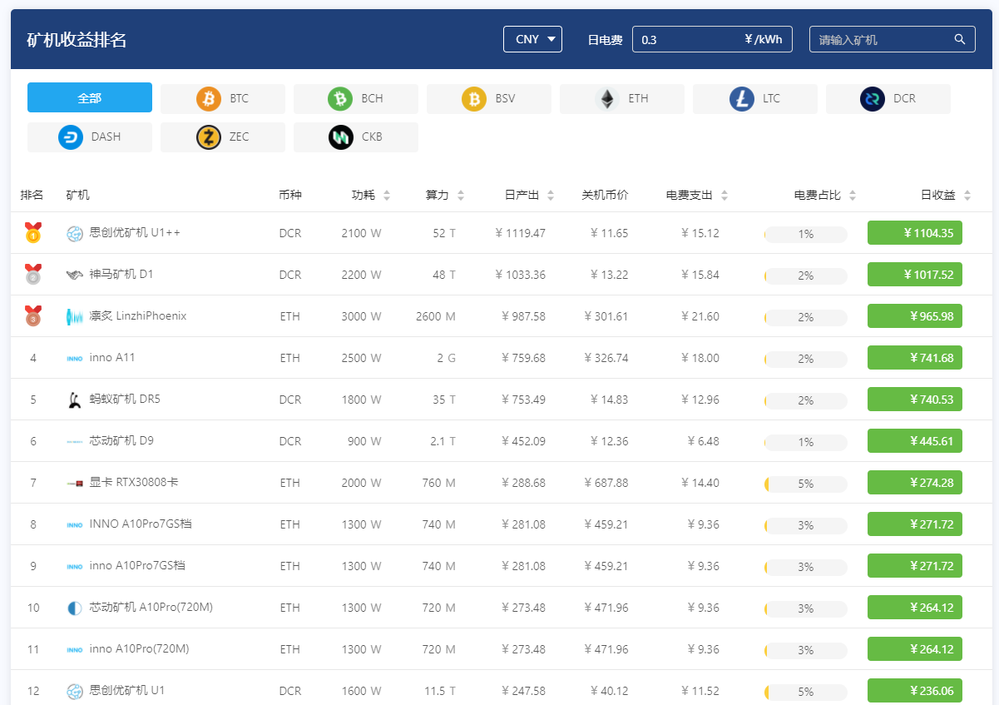 矿机收益排名 CNY 日电费 0.3 ¥/kWh 请输入矿机
全部 BTC BCH BSV ETH LTC DCR
DASH ZEC CKB
排名 矿机 币种 功耗 算力 日产出 关机币价 电费支出 电费占比 日收益
1 思创优矿机 U1++ DCR 2100 W 52 T ¥ 1119.47 ¥ 11.65 ¥ 15.12 1% ¥ 1104.35
2 神马矿机 D1 DCR 2200 W 48 T ¥ 1033.36 ¥ 13.22 ¥ 15.84 2% ¥ 1017.52
3 凛炙 LinzhiPhoenix ETH 3000 W 2600 M ¥ 987.58 ¥ 301.61 ¥ 21.60 2% ¥ 965.98
4 INNO inno A11 ETH 2500 W 2 G ¥ 759.68 ¥ 326.74 ¥ 18.00 2% ¥ 741.68
5 蚂蚁矿机 DR5 DCR 1800 W 35 T ¥ 753.49 ¥ 14.83 ¥ 12.96 2% ¥ 740.53
6 芯动矿机 D9 DCR 900 W 2.1 T ¥ 452.09 ¥ 12.36 ¥ 6.48 1% ¥ 445.61
7 显卡 RTX30808卡 ETH 2000 W 760 M ¥ 288.68 ¥ 687.88 ¥ 14.40 5% ¥ 274.28
8 INNO INNO A10Pro7GS档 ETH 1300 W 740 M ¥ 281.08 ¥ 459.21 ¥ 9.36 3% ¥ 271.72
9 INNO inno A10Pro7GS档 ETH 1300 W 740 M ¥ 281.08 ¥ 459.21 ¥ 9.36 3% ¥ 271.72
10 芯动矿机 A10Pro(720M) ETH 1300 W 720 M ¥ 273.48 ¥ 471.96 ¥ 9.36 3% ¥ 264.12
11 INNO inno A10Pro(720M) ETH 1300 W 720 M ¥ 273.48 ¥ 471.96 ¥ 9.36 3% ¥ 264.12
12 思创优矿机 U1 DCR 1600 W 11.5 T ¥ 247.58 ¥ 40.12 ¥ 11.52 5% ¥ 236.06